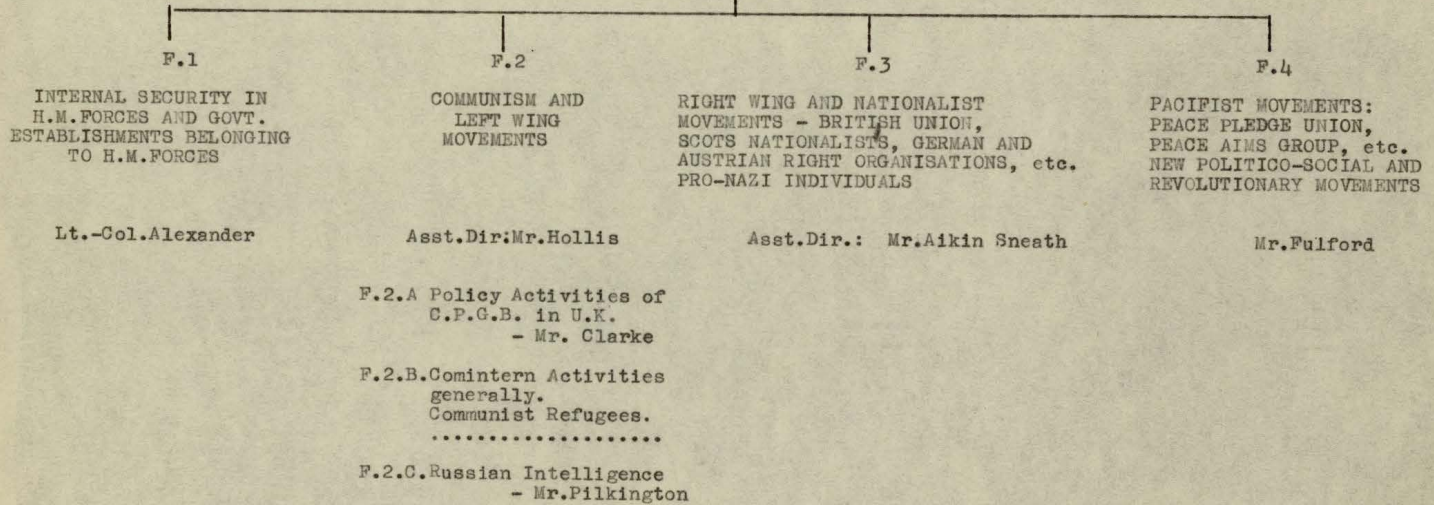 F.1
INTERNAL SECURITY IN
H.M.FORCES AND GOVT.
ESTABLISHMENTS BELONGING
TO H.M.FORCES
Lt.-Col.Alexander
F.2
COMMUNISM AND
LEFT WING
MOVEMENTS
Asst.Dir:Mr.Hollis
F.2.A Policy Activities of
C.P.G.B. in U.K.
- Mr. Clarke
F.2.B.Comintern Activities
generally.
Communist Refugees.
.....................
F.2.C.Russian Intelligence
- Mr.Pilkington
F.3
RIGHT WING AND NATIONALIST
MOVEMENTS - BRITISH UNION,
SCOTS NATIONALISTS, GERMAN AND
AUSTRIAN RIGHT ORGANISATIONS, etc.
PRO-NAZI INDIVIDUALS
Asst.Dir.: Mr.Aikin Sneath
F.4
PACIFIST MOVEMENTS:
PEACE PLEDGE UNION,
PEACE AIMS GROUP, etc.
NEW POLITICO-SOCIAL AND
REVOLUTIONARY MOVEMENTS
Mr.Fulford